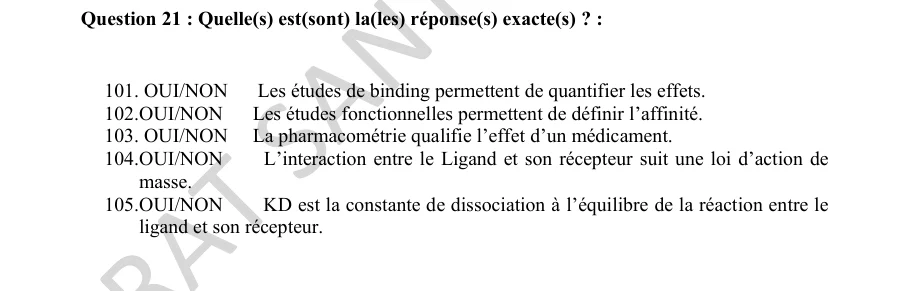 Question 21 : Quelle(s) est(sont) la(les) réponse(s) exacte(s) ? :
101. OUI/NON Les études de binding permettent de quantifier les effets.
102.OUI/NON Les études fonctionnelles permettent de définir l’affinité.
103. OUI/NON La pharmacométrie qualifie l’effet d’un médicament.
104.OUI/NON L’interaction entre le Ligand et son récepteur suit une loi d’action de
masse.
105.OUI/NON KD est la constante de dissociation à l’équilibre de la réaction entre le
ligand et son récepteur.